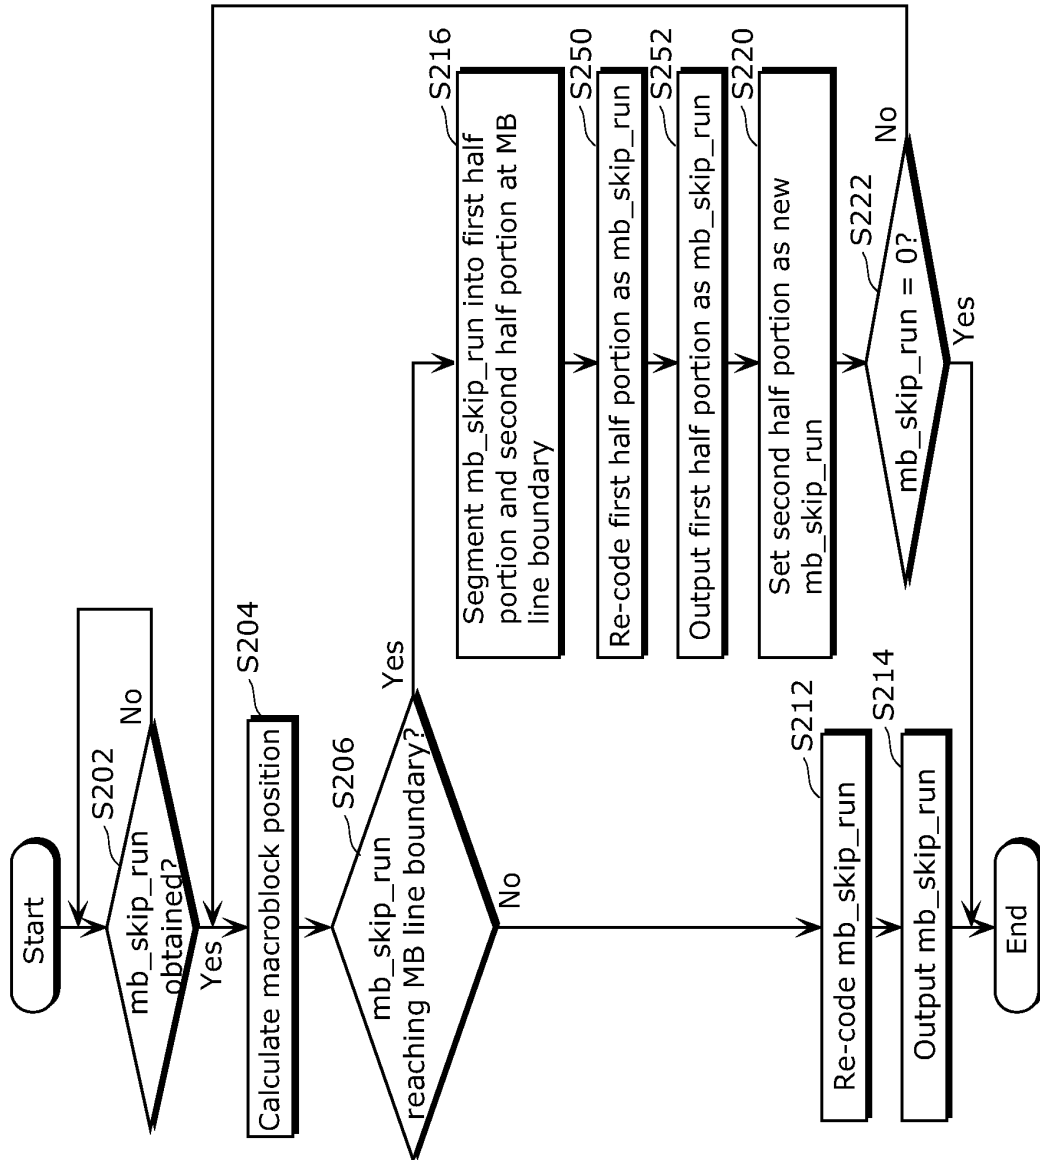 Start
S202
mb_skip_run
obtained?
No
Yes
S204
Calculate macroblock position
S206
mb_skip_run
reaching MB line boundary?
Yes
No
S216
Segment mb_skip_run into first half
portion and second half portion at MB
line boundary
S250
Re-code first half portion as mb_skip_run
S252
Output first half portion as mb_skip_run
S220
Set second half portion as new
mb_skip_run
S222
mb_skip_run = 0?
No
Yes
S212
Re-code mb_skip_run
S214
Output mb_skip_run
End